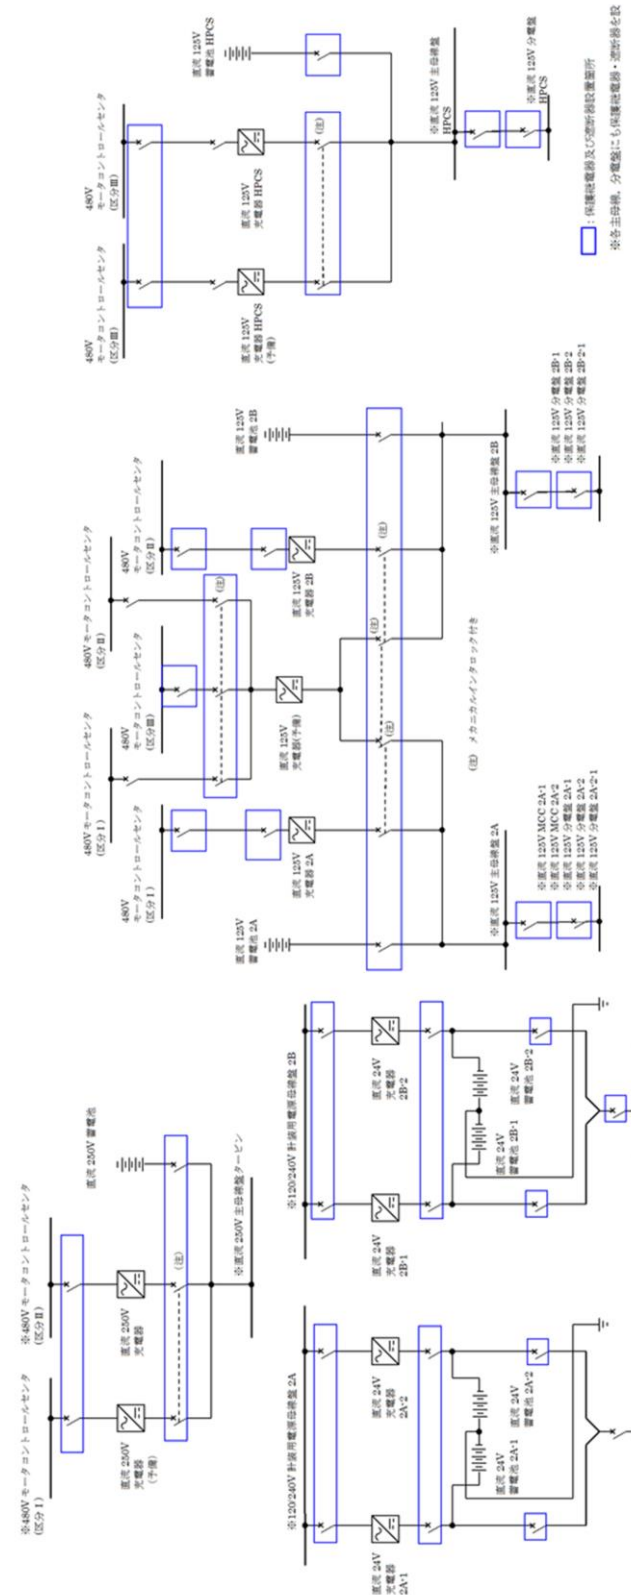 ※480V モータコントロールセンタ
(区分Ⅰ)
※480V モータコントロールセンタ
(区分Ⅱ)
直流 250V 蓄電池
直流 250V
充電器
(予備)
直流 250V
充電器
(注)
※直流 250V 主母線盤 タービン
※120/240V 計装用電源母線盤 2A
直流 24V
充電器
2A-1
直流 24V
充電器
2A-2
直流 24V
蓄電池 2A-1
直流 24V
蓄電池 2A-2
※120/240V 計装用電源母線盤 2B
直流 24V
充電器
2B-1
直流 24V
充電器
2B-2
直流 24V
蓄電池 2B-1
直流 24V
蓄電池 2B-2
480V
モータコントロールセンタ
(区分Ⅰ)
480V モータコントロールセンタ
(区分Ⅰ)
480V
モータコントロールセンタ
(区分Ⅲ)
480V モータコントロールセンタ
(区分Ⅱ)
480V
モータコントロールセンタ
(区分Ⅱ)
(注)
直流 125V
蓄電池 2A
直流 125V
充電器 2A
直流 125V
充電器(予備)
直流 125V
充電器 2B
直流 125V
蓄電池 2B
(注)
(注)
(注)
※直流 125V 主母線盤 2A
※直流 125V 主母線盤 2B
※直流 125V MCC 2A-1
※直流 125V MCC 2A-2
※直流 125V 分電盤 2A-1
※直流 125V 分電盤 2A-2
※直流 125V 分電盤 2A-2-1
(注) メカニカルインタロック付き
※直流 125V 分電盤 2B-1
※直流 125V 分電盤 2B-2
※直流 125V 分電盤 2B-2-1
480V
モータコントロールセンタ
(区分Ⅲ)
480V
モータコントロールセンタ
(区分Ⅲ)
直流 125V
蓄電池 HPCS
直流 125V
充電器 HPCS
(予備)
直流 125V
充電器 HPCS
(注)
※直流 125V 主母線盤
HPCS
※直流 125V 分電盤
HPCS
：保護継電器及び遮断器設置箇所
※各主母線，分電盤にも保護継電器・遮断器を設